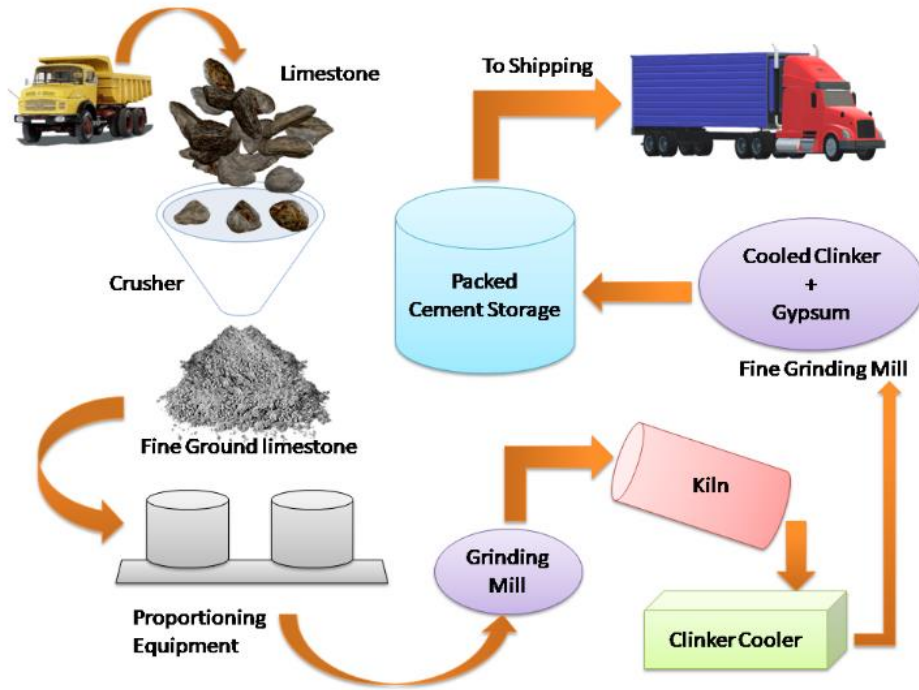 Limestone
Crusher
Fine Ground limestone
Proportioning
Equipment
Grinding
Mill
Kiln
Clinker Cooler
Fine Grinding Mill
Cooled Clinker
+
Gypsum
Packed
Cement Storage
To Shipping